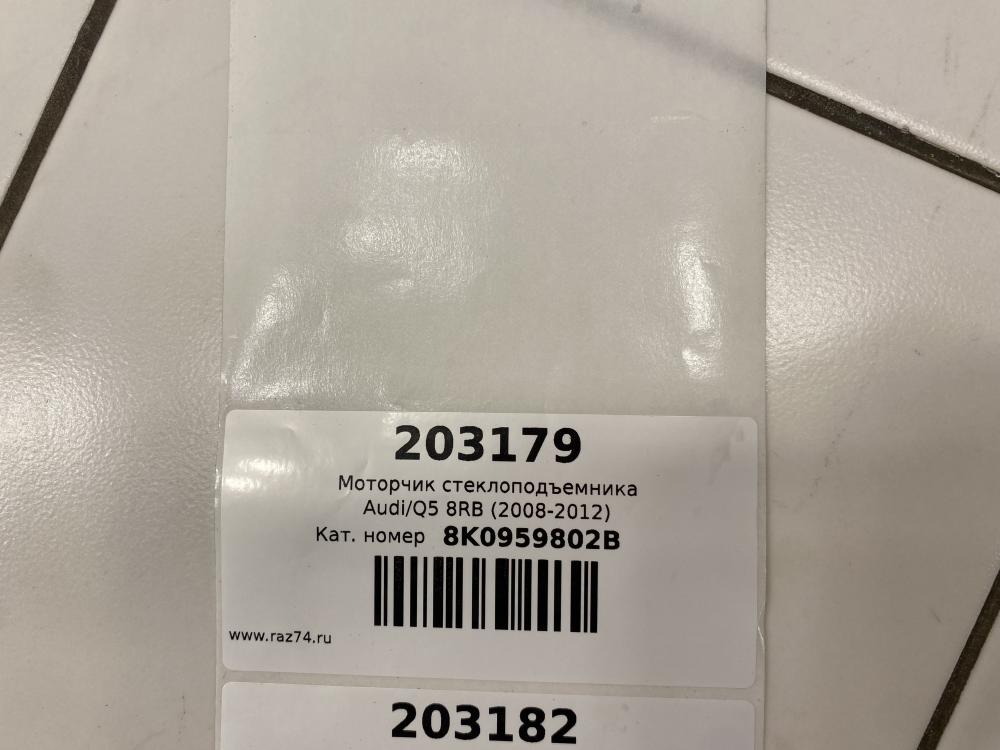 203179
Моторчик стеклоподъемника
Audi/Q5 8RB (2008-2012)
Кат. номер 8K0959802B
www.raz74.ru
203182